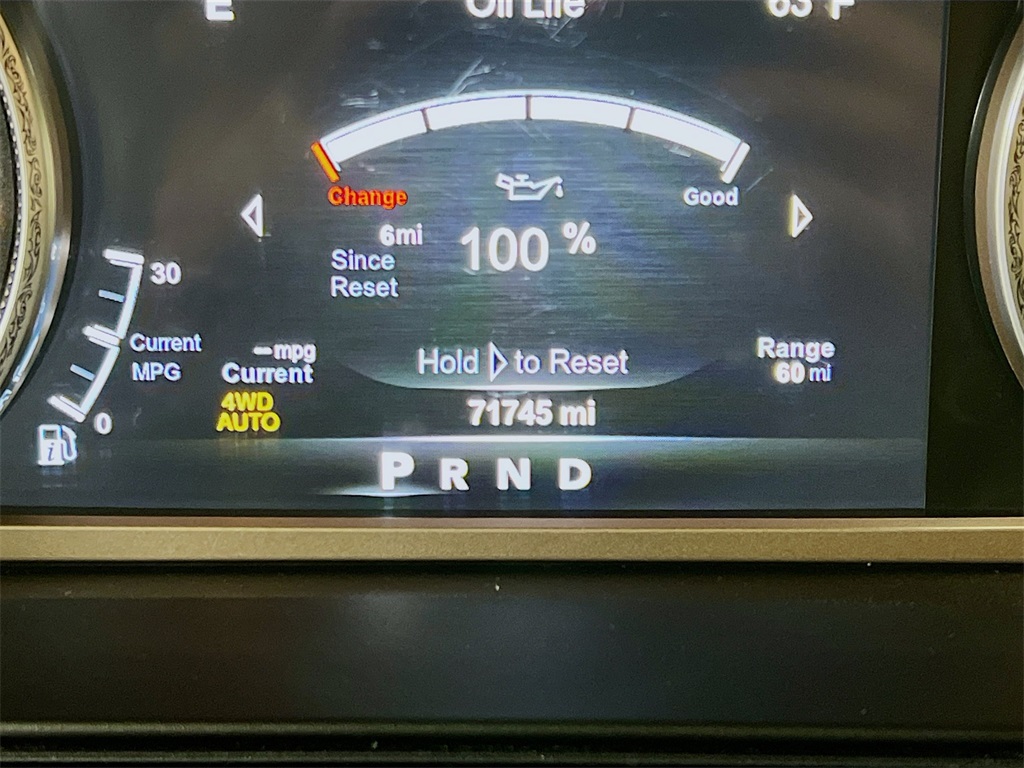 E Oil Life 63°F
Change Good
6mi
Since
Reset
100 %
30
Current
MPG
0
--mpg
Current
4WD
AUTO
Hold to Reset
Range
60 mi
71745 mi
P R N D